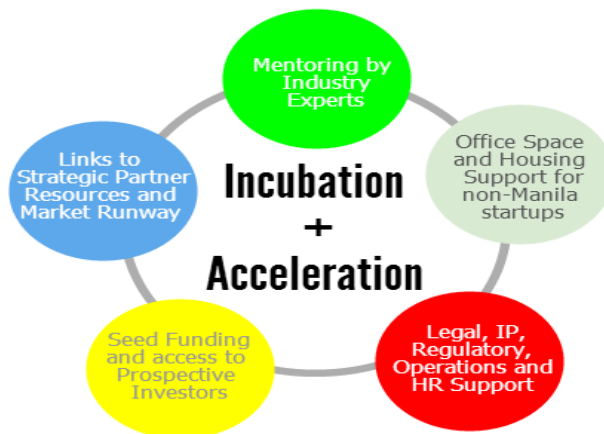 Mentoring by
Industry
Experts
Office Space
and Housing
Support for
non-Manila
startups
Legal, IP,
Regulatory,
Operations and
HR Support
Seed Funding
and access to
Prospective
Investors
Links to
Strategic Partner
Resources and
Market Runway
Incubation
+
Acceleration